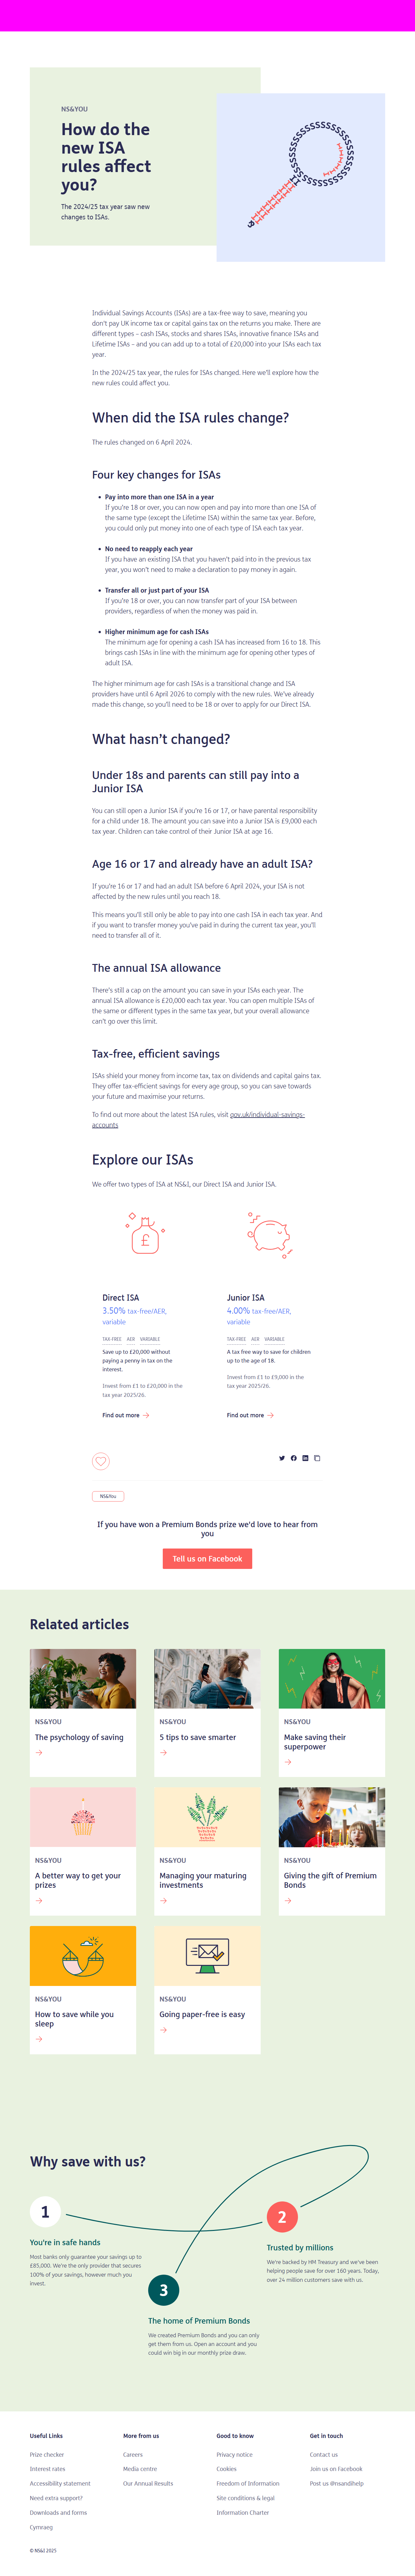 NS&YOU
How do the
new ISA
rules affect
you?
The 2024/25 tax year saw new
changes to ISAs.
Individual Savings Accounts (ISAs) are a tax-free way to save, meaning you
don't pay UK income tax or capital gains tax on the returns you make. There are
different types – cash ISAs, stocks and shares ISAs, innovative finance ISAs and
Lifetime ISAs – and you can add up to a total of £20,000 into your ISAs each tax
year.
In the 2024/25 tax year, the rules for ISAs changed. Here we'll explore how the
new rules could affect you.
When did the ISA rules change?
The rules changed on 6 April 2024.
Four key changes for ISAs
• Pay into more than one ISA in a year
If you're 18 or over, you can now open and pay into more than one ISA of
the same type (except the Lifetime ISA) within the same tax year. Before,
you could only put money into one of each type of ISA each tax year.
• No need to reapply each year
If you have an existing ISA that you haven't paid into in the previous tax
year, you won't need to make a declaration to pay money in again.
• Transfer all or just part of your ISA
If you're 18 or over, you can now transfer part of your ISA between
providers, regardless of when the money was paid in.
• Higher minimum age for cash ISAs
The minimum age for opening a cash ISA has increased from 16 to 18. This
brings cash ISAs in line with the minimum age for opening other types of
adult ISA.
The higher minimum age for cash ISAs is a transitional change and ISA
providers have until 6 April 2026 to comply with the new rules. We've already
made this change, so you'll need to be 18 or over to apply for our Direct ISA.
What hasn't changed?
Under 18s and parents can still pay into a
Junior ISA
You can still open a Junior ISA if you're 16 or 17, or have parental responsibility
for a child under 18. The amount you can save into a Junior ISA is £9,000 each
tax year. Children can take control of their Junior ISA at age 16.
Age 16 or 17 and already have an adult ISA?
If you're 16 or 17 and had an adult ISA before 6 April 2024, your ISA is not
affected by the new rules until you reach 18.
This means you'll still only be able to pay into one cash ISA in each tax year. And
if you want to transfer money you've paid in during the current tax year, you'll
need to transfer all of it.
The annual ISA allowance
There's still a cap on the amount you can save in your ISAs each year. The
annual ISA allowance is £20,000 each tax year. You can open multiple ISAs of
the same or different types in the same tax year, but your overall allowance
can't go over this limit.
Tax-free, efficient savings
ISAs shield your money from income tax, tax on dividends and capital gains tax.
They offer tax-efficient savings for every age group, so you can save towards
your future and maximise your returns.
To find out more about the latest ISA rules, visit gov.uk/individual-savings-
accounts
Explore our ISAs
We offer two types of ISA at NS&I, our Direct ISA and Junior ISA.
Direct ISA
3.50% tax-free/AER,
variable
TAX-FREE AER VARIABLE
Save up to £20,000 without
paying a penny in tax on the
interest.
Invest from £1 to £20,000 in the
tax year 2025/26.
Find out more
Junior ISA
4.00% tax-free/AER,
variable
TAX-FREE AER VARIABLE
A tax free way to save for children
up to the age of 18.
Invest from £1 to £9,000 in the
tax year 2025/26.
Find out more
NS&You
If you have won a Premium Bonds prize we'd love to hear from
you
Tell us on Facebook
Related articles
NS&YOU
The psychology of saving
NS&YOU
5 tips to save smarter
NS&YOU
Make saving their
superpower
NS&YOU
A better way to get your
prizes
NS&YOU
Managing your maturing
investments
NS&YOU
Giving the gift of Premium
Bonds
NS&YOU
How to save while you
sleep
NS&YOU
Going paper-free is easy
Why save with us?
1
You're in safe hands
Most banks only guarantee your savings up to
£85,000. We're the only provider that secures
100% of your savings, however much you
invest.
2
Trusted by millions
We're backed by HM Treasury and we've been
helping people save for over 160 years. Today,
over 24 million customers save with us.
3
The home of Premium Bonds
We created Premium Bonds and you can only
get them from us. Open an account and you
could win big in our monthly prize draw.
Useful Links
Prize checker
Interest rates
Accessibility statement
Need extra support?
Downloads and forms
Cymraeg
More from us
Careers
Media centre
Our Annual Results
Good to know
Privacy notice
Cookies
Freedom of Information
Site conditions & legal
Information Charter
Get in touch
Contact us
Join us on Facebook
Post us @nsandihelp
© NS&I 2025